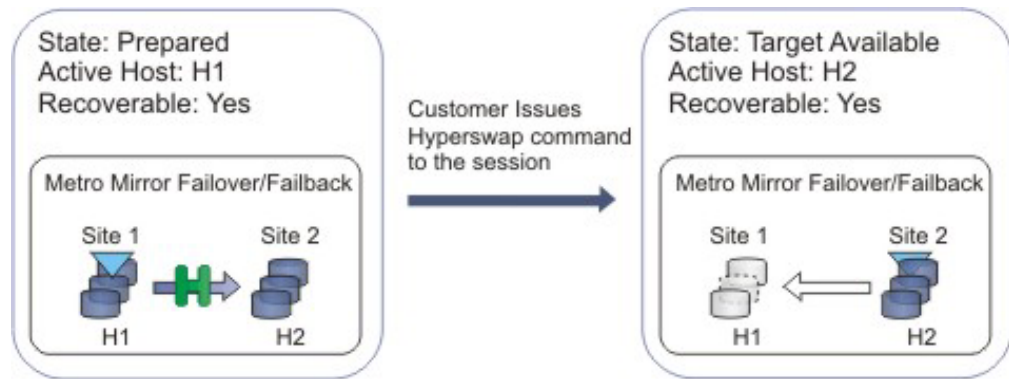 State: Prepared
Active Host: H1
Recoverable: Yes
Metro Mirror Failover/Failback
Site 1
Site 2
H1
H2
Customer Issues
Hyperswap command
to the session
State: Target Available
Active Host: H2
Recoverable: Yes
Metro Mirror Failover/Failback
Site 1
Site 2
H1
H2